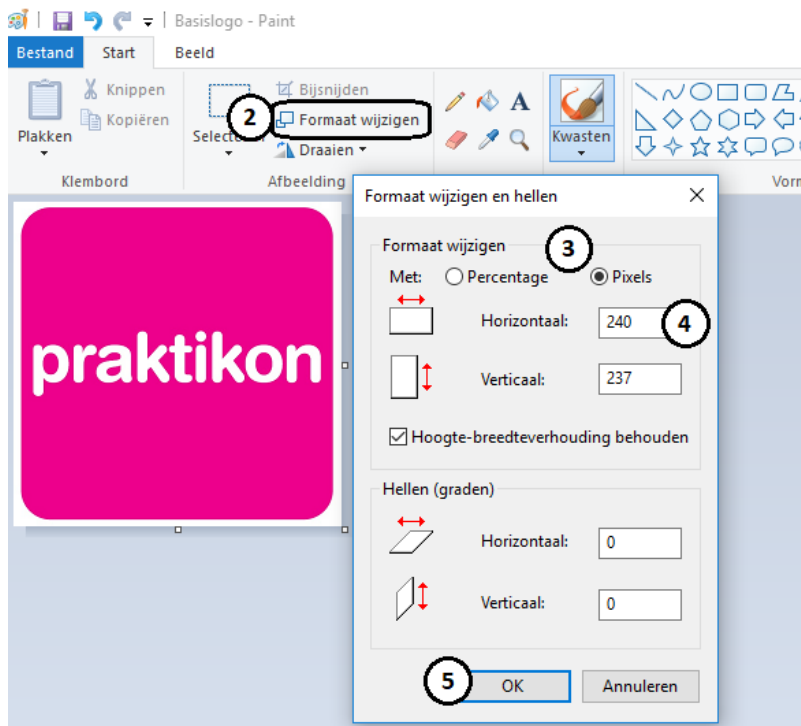 Basislogo - Paint
Bestand Start Beeld
Plakken
Knippen
Kopiëren
Klembord
2
Bijsnijden
Formaat wijzigen
Draaien
Afbeelding
A
Kwasten
praktikon
Formaat wijzigen en hellen
Formaat wijzigen
3
Met: Percentage Pixels
Horizontaal: 240
4
Verticaal: 237
Hoogte-breedteverhouding behouden
Hellen (graden)
Horizontaal: 0
Verticaal: 0
5
OK Annuleren